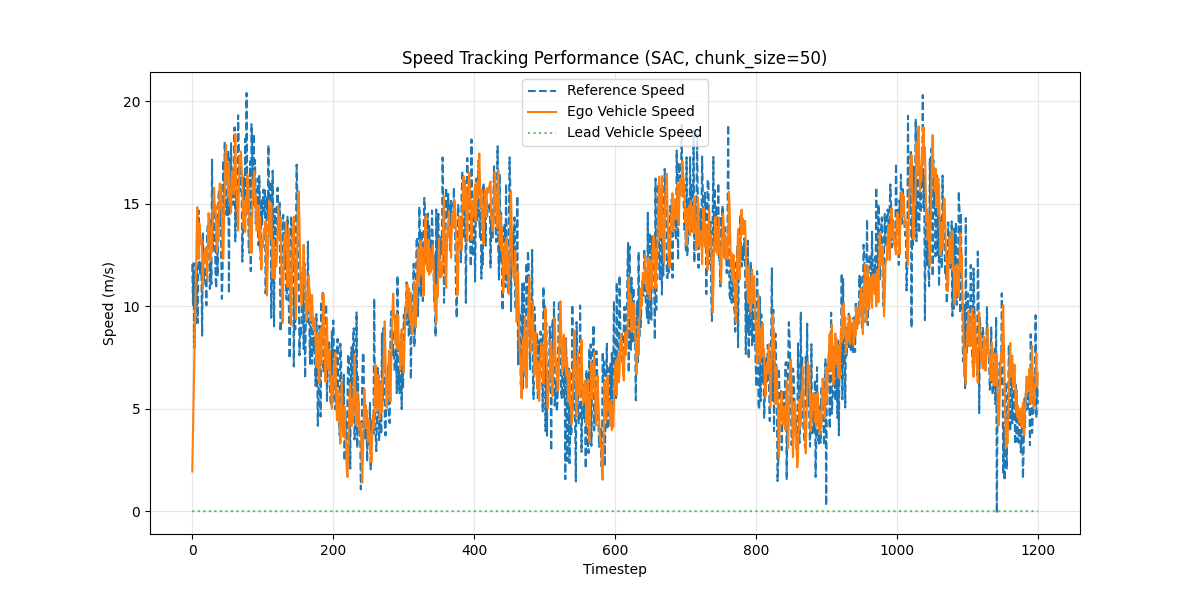 Speed Tracking Performance (SAC, chunk_size=50)
Reference Speed
Ego Vehicle Speed
Lead Vehicle Speed
Speed (m/s)
20
15
10
5
0
0 200 400 600 800 1000 1200
Timestep